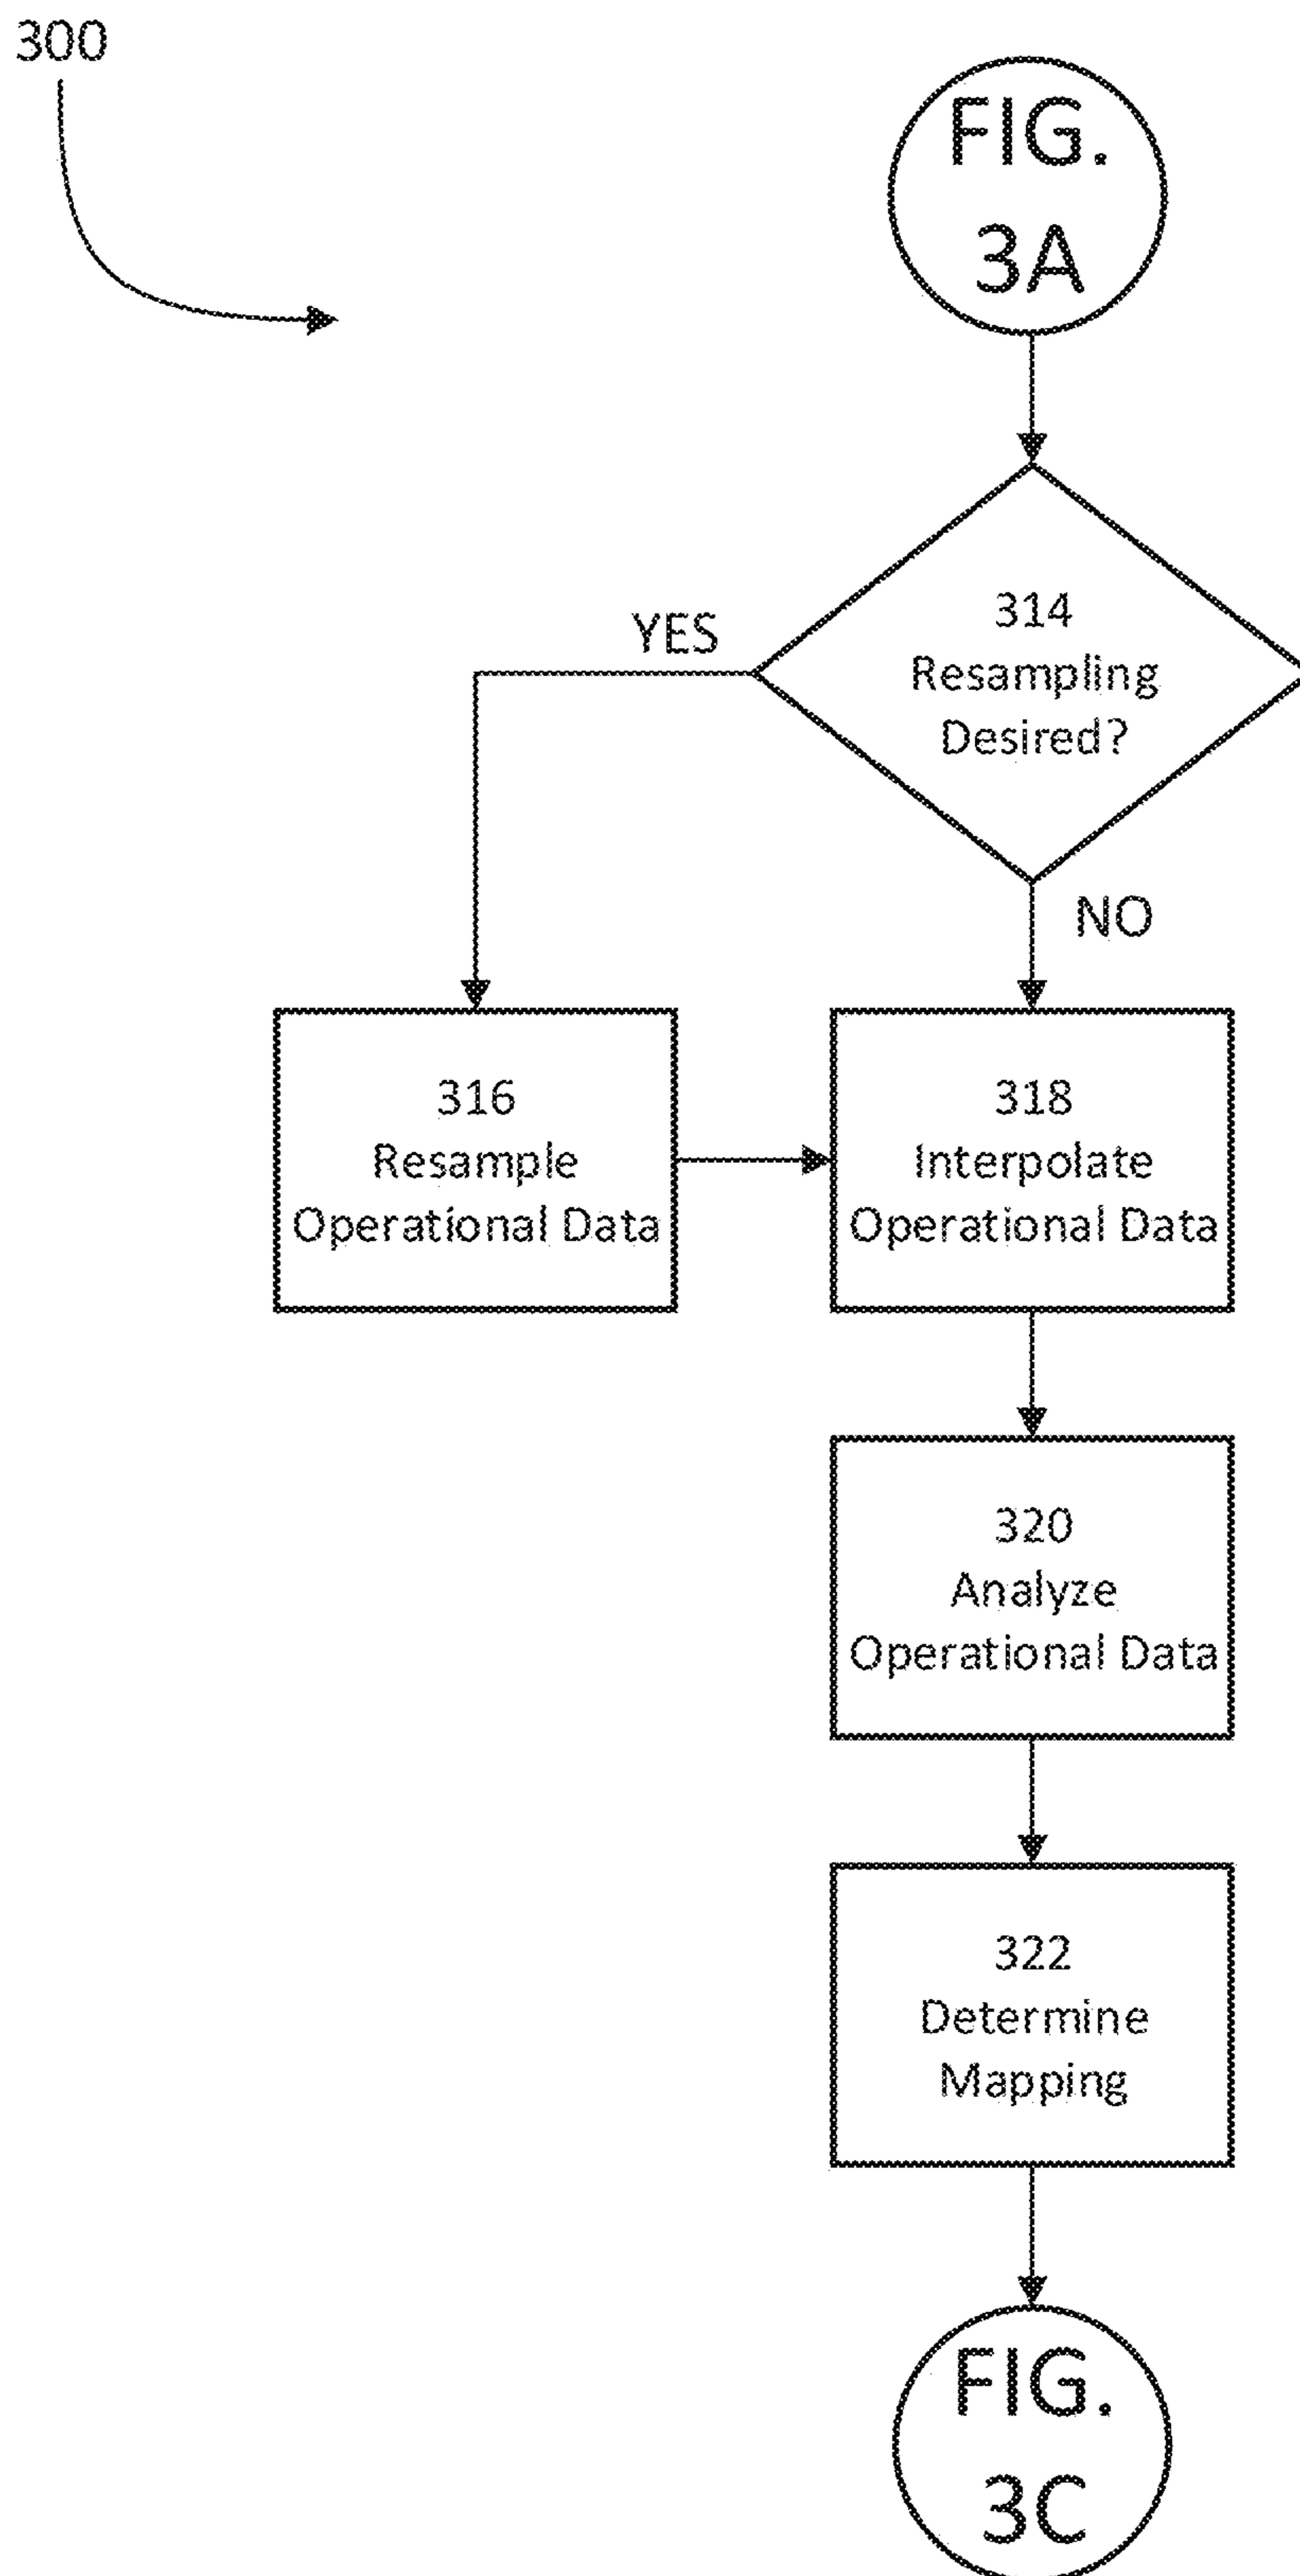 300
FIG.
3A
314
Resampling
Desired?
YES
NO
316
Resample
Operational Data
318
Interpolate
Operational Data
320
Analyze
Operational Data
322
Determine
Mapping
FIG.
3C